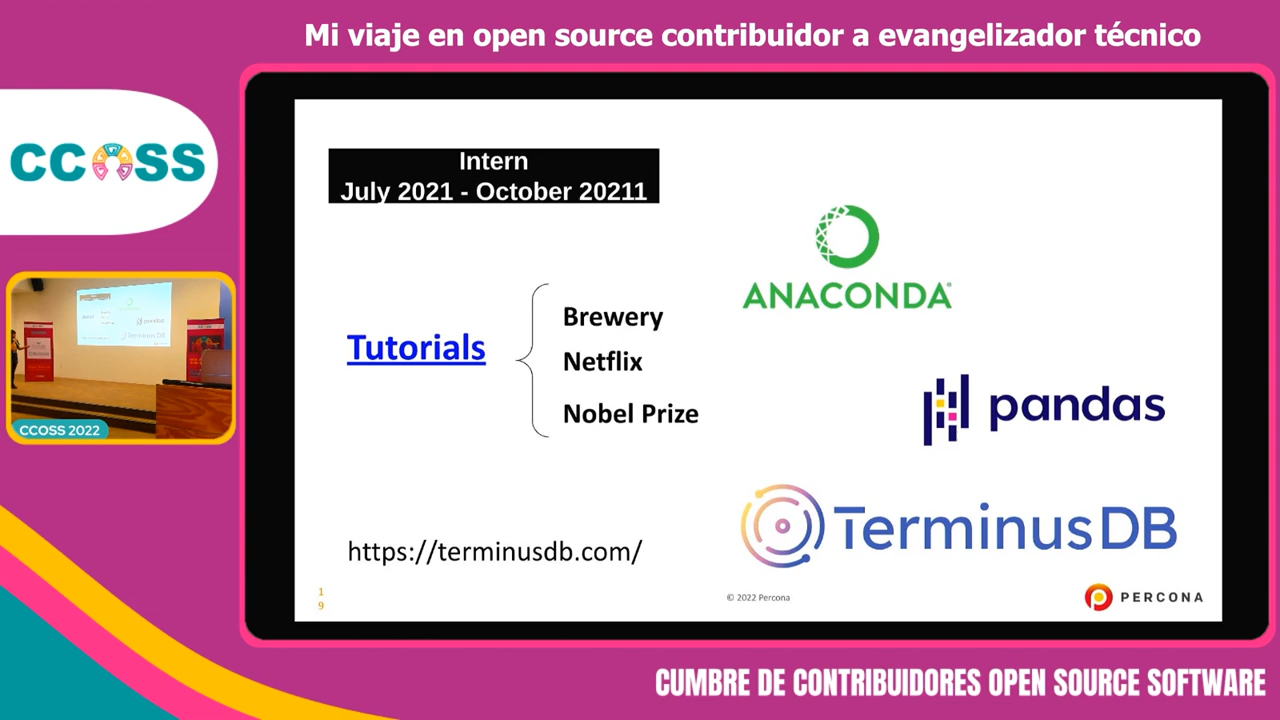 Mi viaje en open source contribuidor a evangelizador técnico
CCOSS
Intern
July 2021 - October 20211
ANACONDA
Tutorials
Brewery
Netflix
Nobel Prize
pandas
TerminusDB
https://terminusdb.com/
1
9
© 2022 Percona
PERCONA
CCOSS 2022
CUMBRE DE CONTRIBUIDORES OPEN SOURCE SOFTWARE